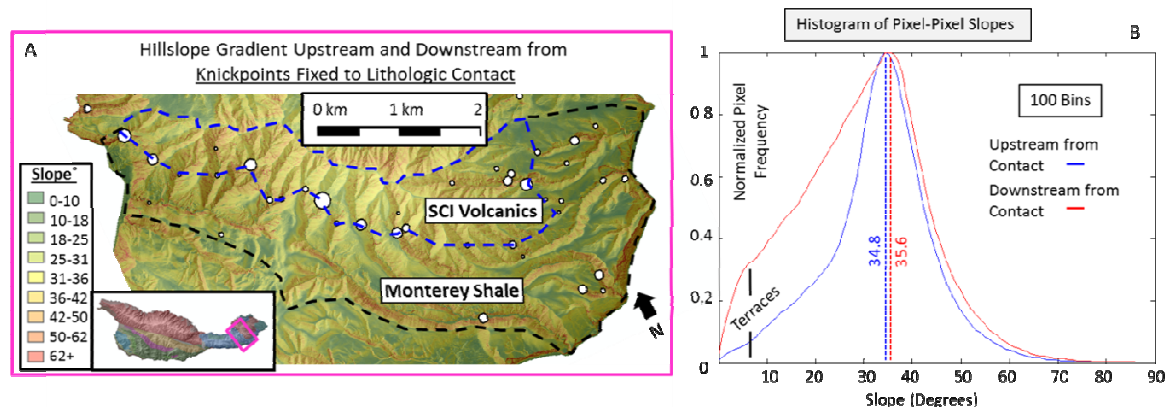 A
Hillslope Gradient Upstream and Downstream from
Knickpoints Fixed to Lithologic Contact
0 km 1 km 2
Slope°
0-10
10-18
18-25
25-31
31-36
36-42
42-50
50-62
62+
SCI Volcanics
Monterey Shale
N
Histogram of Pixel-Pixel Slopes
B
1
0.8
0.6
0.4
0.2
0
Normalized Pixel
Frequency
100 Bins
Upstream from
Contact
Downstream from
Contact
34.8
35.6
Terraces
10 20 30 40 50 60 70 80 90
Slope (Degrees)